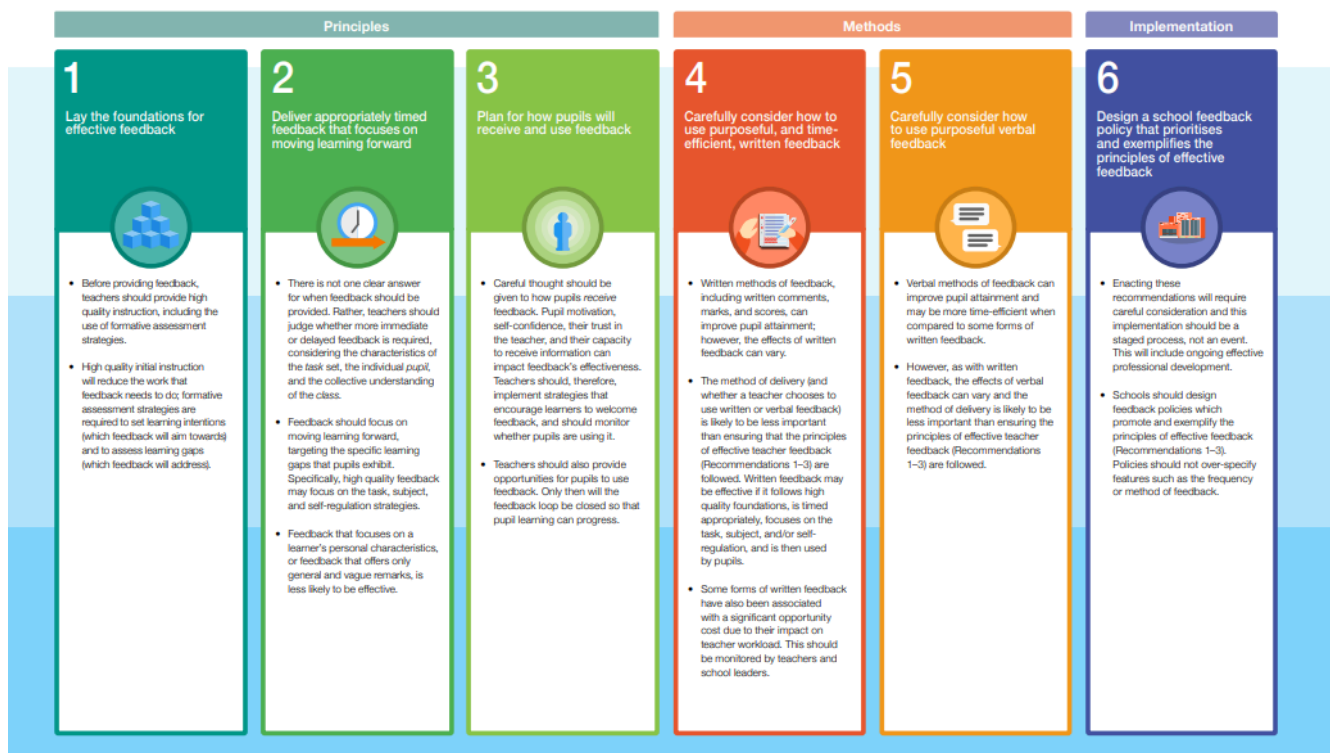 Principles
Methods
Implementation
1
Lay the foundations for
effective feedback
• Before providing feedback,
teachers should provide high
quality instruction, including the
use of formative assessment
strategies.
• High quality initial instruction
will reduce the work that
feedback needs to do; formative
assessment strategies are
required to set learning intentions
(which feedback will aim towards)
and to assess learning gaps
(which feedback will address).
2
Deliver appropriately timed
feedback that focuses on
moving learning forward
• There is not one clear answer
for when feedback should be
provided. Rather, teachers should
judge whether more immediate
or delayed feedback is required,
considering the characteristics of
the task set, the individual pupil,
and the collective understanding
of the class.
• Feedback should focus on
moving learning forward,
targeting the specific learning
gaps that pupils exhibit.
Specifically, high quality feedback
may focus on the task, subject,
and self-regulation strategies.
• Feedback that focuses on a
learner's personal characteristics,
or feedback that offers only
general and vague remarks, is
less likely to be effective.
3
Plan for how pupils will
receive and use feedback
• Careful thought should be
given to how pupils receive
feedback. Pupil motivation,
self-confidence, their trust in
the teacher, and their capacity
to receive information can
impact feedback's effectiveness.
Teachers should, therefore,
implement strategies that
encourage learners to welcome
feedback, and should monitor
whether pupils are using it.
• Teachers should also provide
opportunities for pupils to use
feedback. Only then will the
feedback loop be closed so that
pupil learning can progress.
4
Carefully consider how to
use purposeful, and time-
efficient, written feedback
• Written methods of feedback,
including written comments,
marks, and scores, can
improve pupil attainment;
however, the effects of written
feedback can vary.
• The method of delivery (and
whether a teacher chooses to
use written or verbal feedback)
is likely to be less important
than ensuring that the principles
of effective teacher feedback
(Recommendations 1–3) are
followed. Written feedback may
be effective if it follows high
quality foundations, is timed
appropriately, focuses on the
task, subject, and/or self-
regulation, and is then used
by pupils.
• Some forms of written feedback
have also been associated
with a significant opportunity
cost due to their impact on
teacher workload. This should
be monitored by teachers and
school leaders.
5
Carefully consider how
to use purposeful verbal
feedback
• Verbal methods of feedback can
improve pupil attainment and
may be more time-efficient when
compared to some forms of
written feedback.
• However, as with written
feedback, the effects of verbal
feedback can vary and the
method of delivery is likely to be
less important than ensuring the
principles of effective teacher
feedback (Recommendations
1–3) are followed.
6
Design a school feedback
policy that prioritises
and exemplifies the
principles of effective
feedback
• Enacting these
recommendations will require
careful consideration and this
implementation should be a
staged process, not an event.
This will include ongoing effective
professional development.
• Schools should design
feedback policies which
promote and exemplify the
principles of effective feedback
(Recommendations 1–3).
Policies should not over-specify
features such as the frequency
or method of feedback.